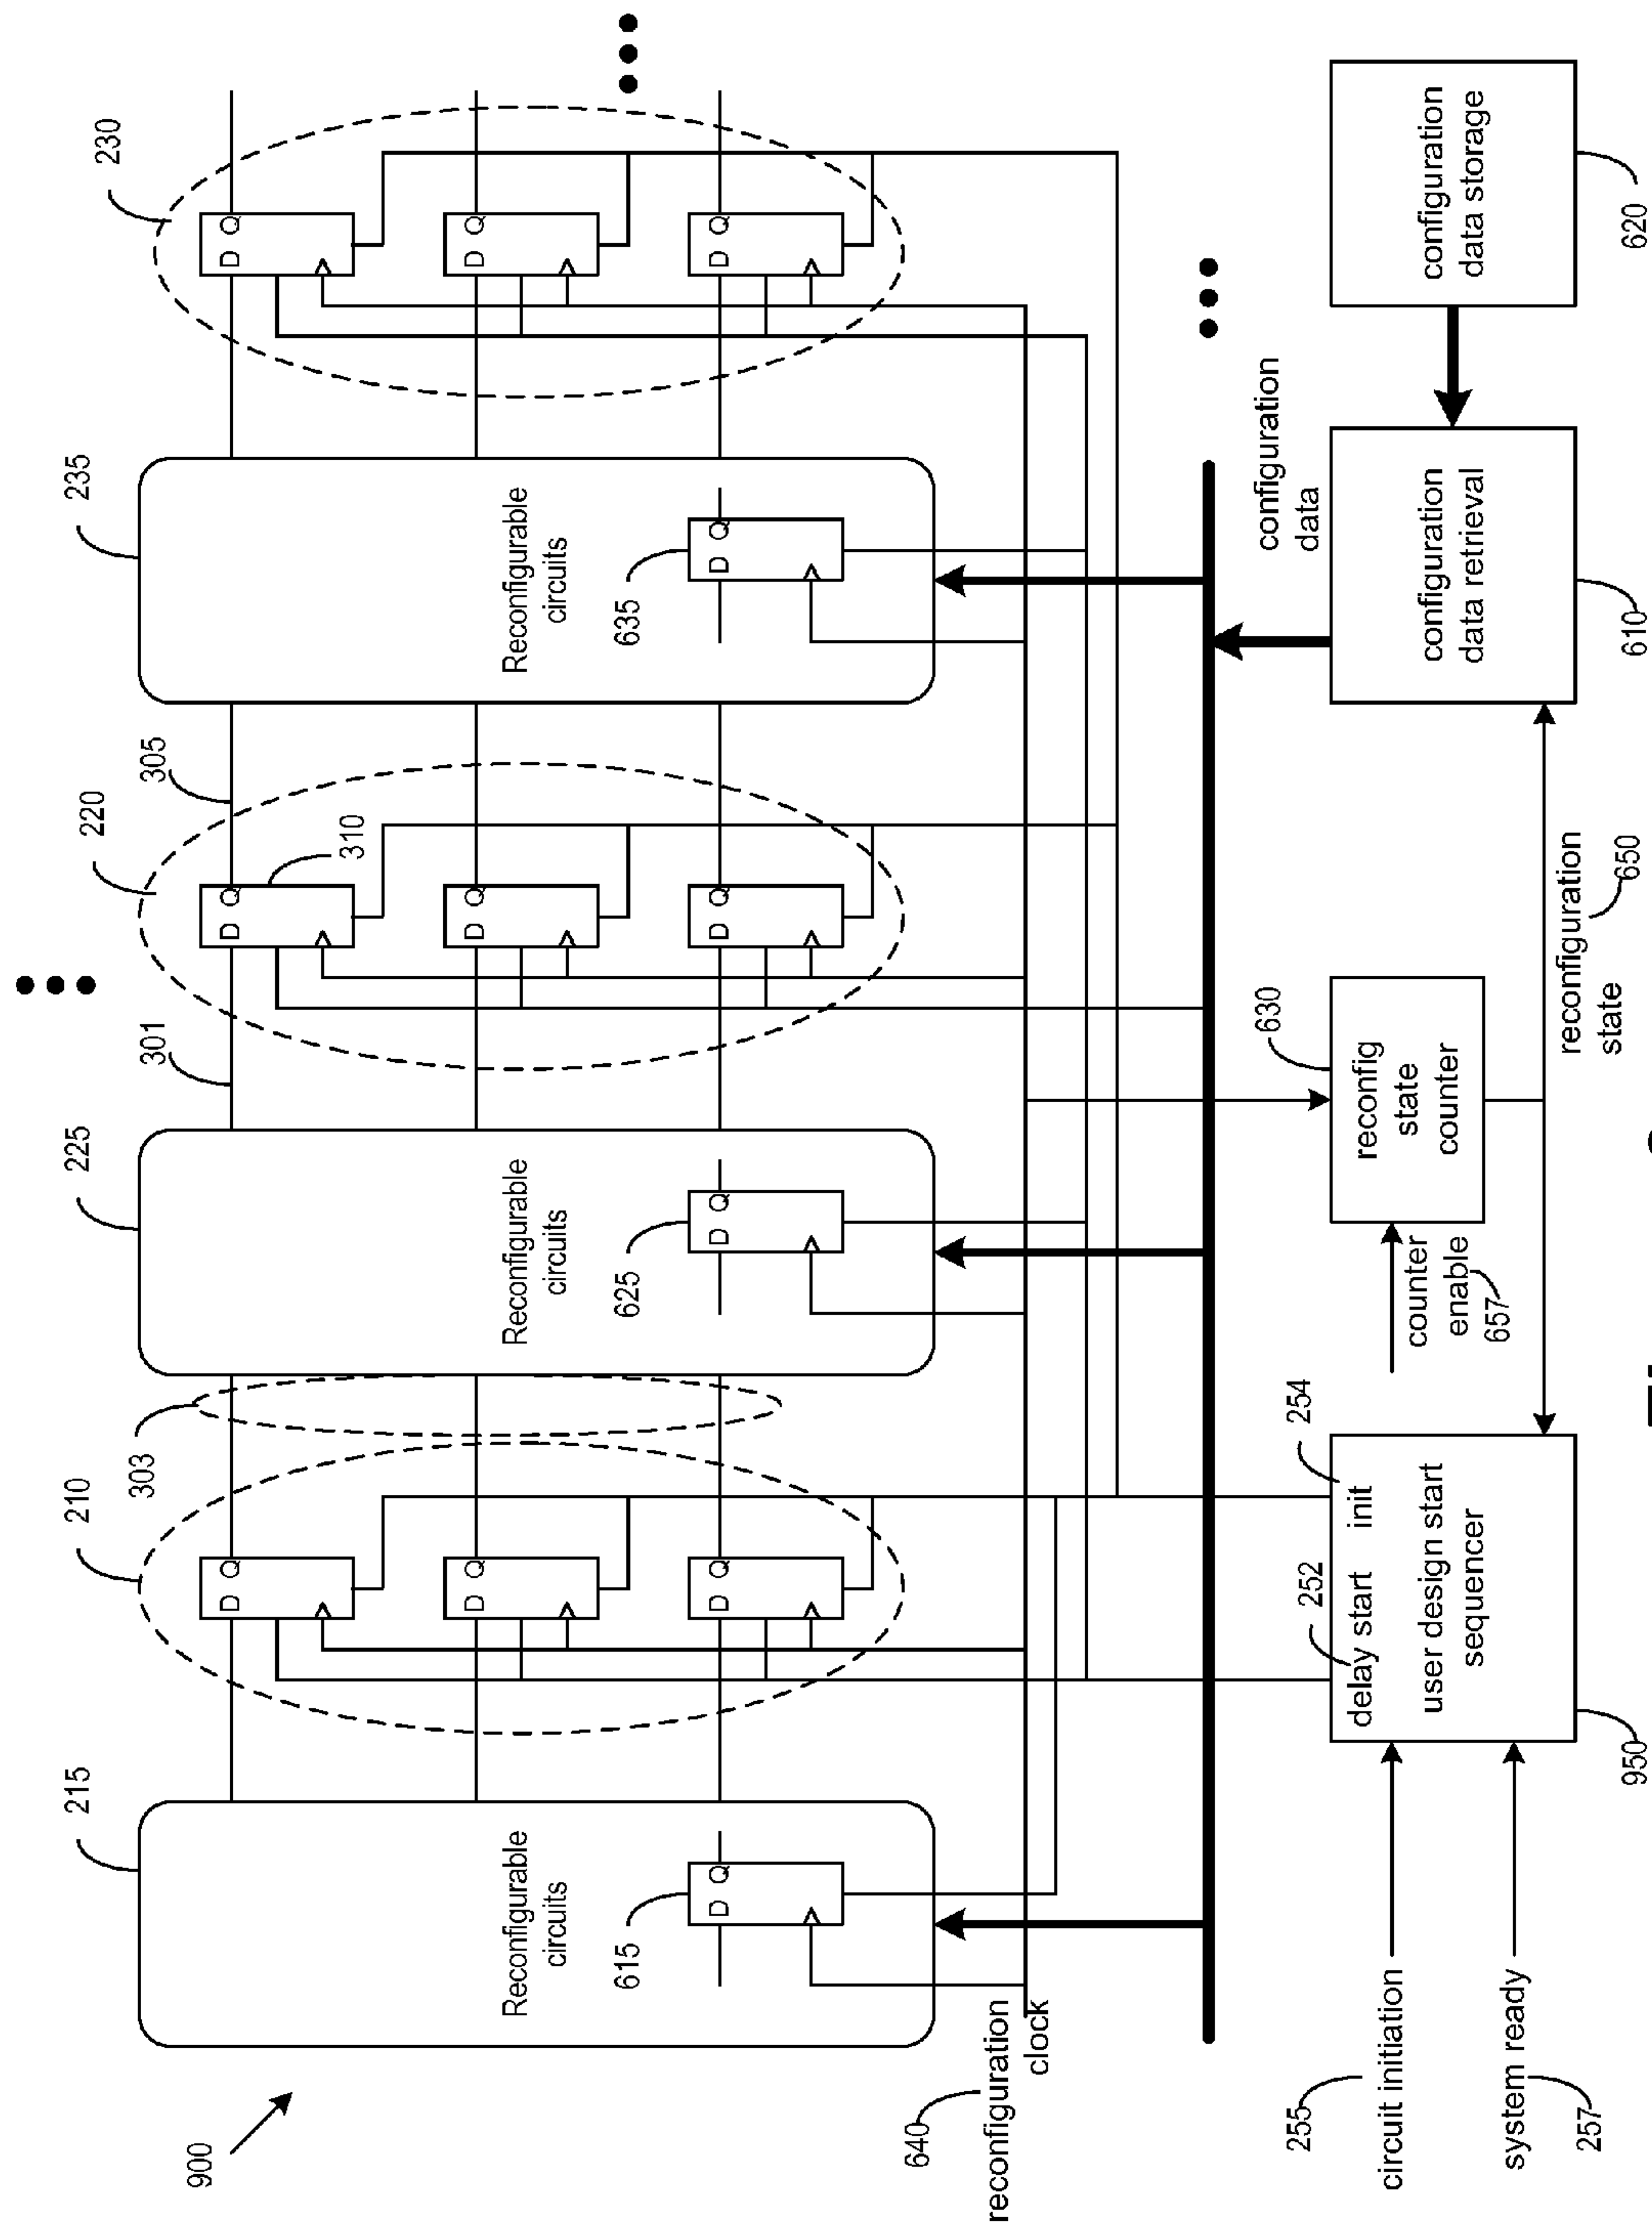 900
215
Reconfigurable
circuits
D Q
615
210
D Q
D Q
D Q
303
225
Reconfigurable
circuits
D Q
625
301
220
D Q
D Q
D Q
310
305
235
Reconfigurable
circuits
D Q
635
230
D Q
D Q
D Q
640
reconfiguration
clock
configuration
data
255
circuit initiation
system ready
257
252
254
delay start init
user design start
sequencer
950
counter
enable
657
630
reconfig
state
counter
reconfiguration
state
650
configuration
data retrieval
610
configuration
data storage
620